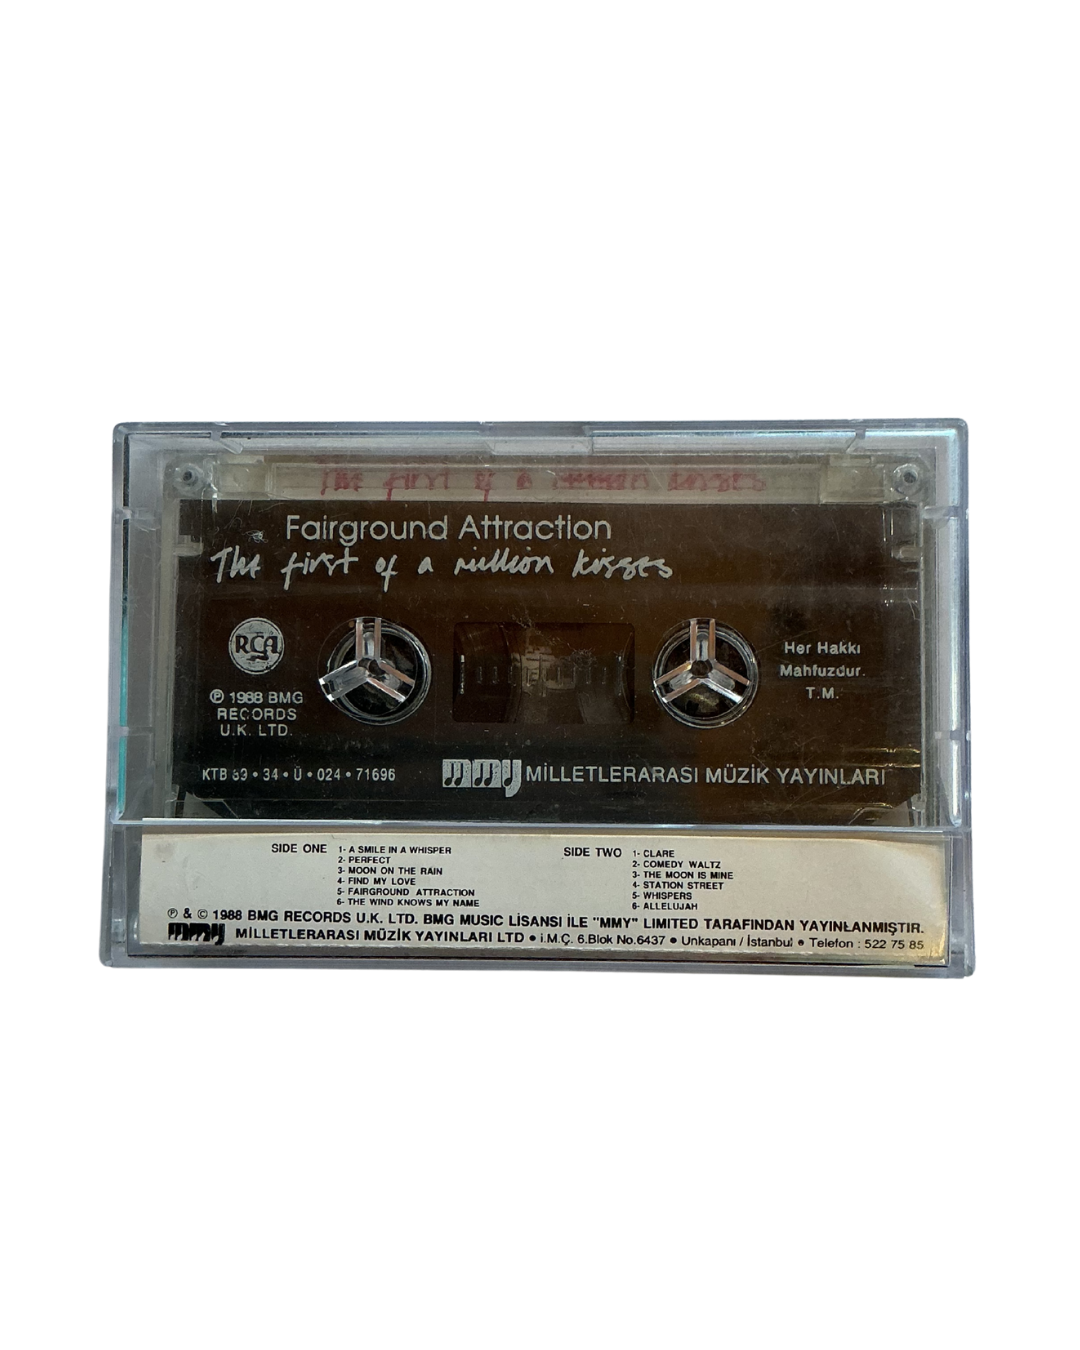 The first of a million kisses
Fairground Attraction
The first of a million kisses
RCA
℗ 1988 BMG
RECORDS
U.K. LTD.
Her Hakkı
Mahfuzdur.
T.M.
KTB 89 • 34 • Ü • 024 • 71696
mmy MİLLETLERARASI MÜZİK YAYINLARI
SIDE ONE
1- A SMILE IN A WHISPER
2- PERFECT
3- MOON ON THE RAIN
4- FIND MY LOVE
5- FAIRGROUND ATTRACTION
6- THE WIND KNOWS MY NAME
SIDE TWO
1- CLARE
2- COMEDY WALTZ
3- THE MOON IS MINE
4- STATION STREET
5- WHISPERS
6- ALLELUJAH
℗ & © 1988 BMG RECORDS U.K. LTD. BMG MUSIC LİSANSI İLE "MMY" LIMITED TARAFINDAN YAYINLANMIŞTIR.
mmy MİLLETLERARASI MÜZİK YAYINLARI LTD • İ.M.Ç. 6.Blok No.6437 • Unkapanı / İstanbul • Telefon : 522 75 85